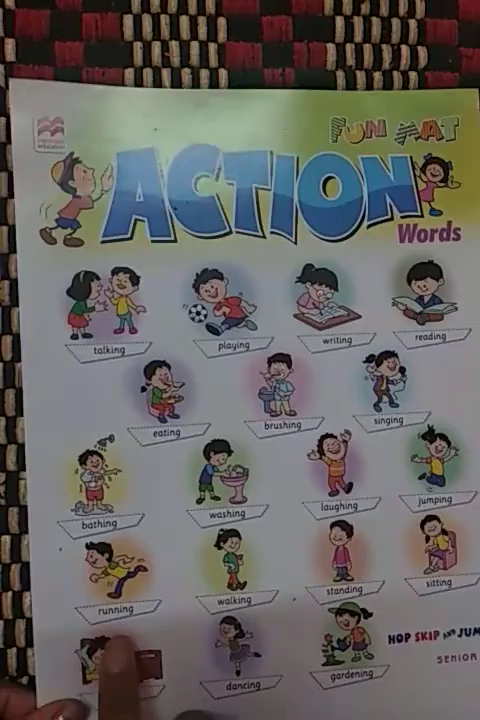 FUN MAT
ACTION
Words
talking
playing
writing
reading
eating
brushing
singing
bathing
washing
laughing
jumping
running
walking
standing
sitting
dancing
gardening
HOP SKIP AND JUM
SENIOR